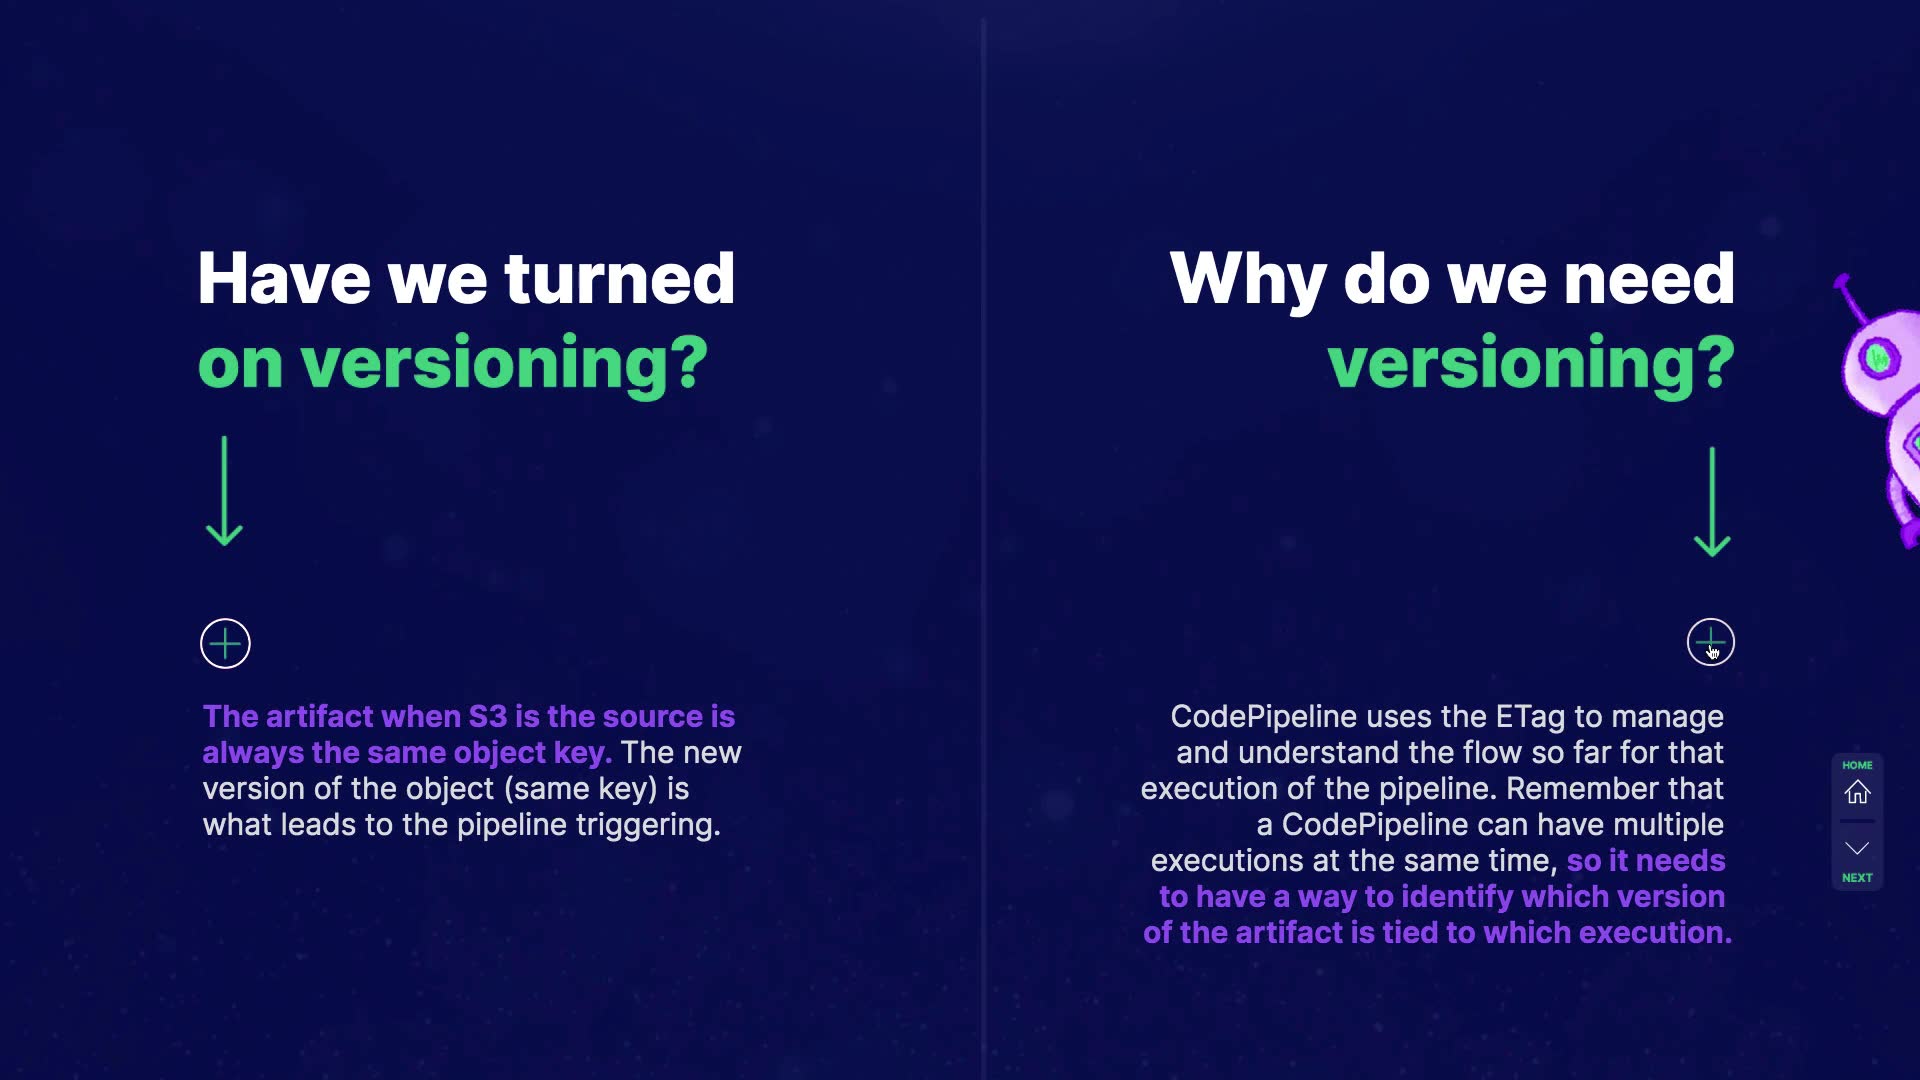 Have we turned
on versioning?
The artifact when S3 is the source is
always the same object key. The new
version of the object (same key) is
what leads to the pipeline triggering.
Why do we need
versioning?
CodePipeline uses the ETag to manage
and understand the flow so far for that
execution of the pipeline. Remember that
a CodePipeline can have multiple
executions at the same time, so it needs
to have a way to identify which version
of the artifact is tied to which execution.
HOME
NEXT